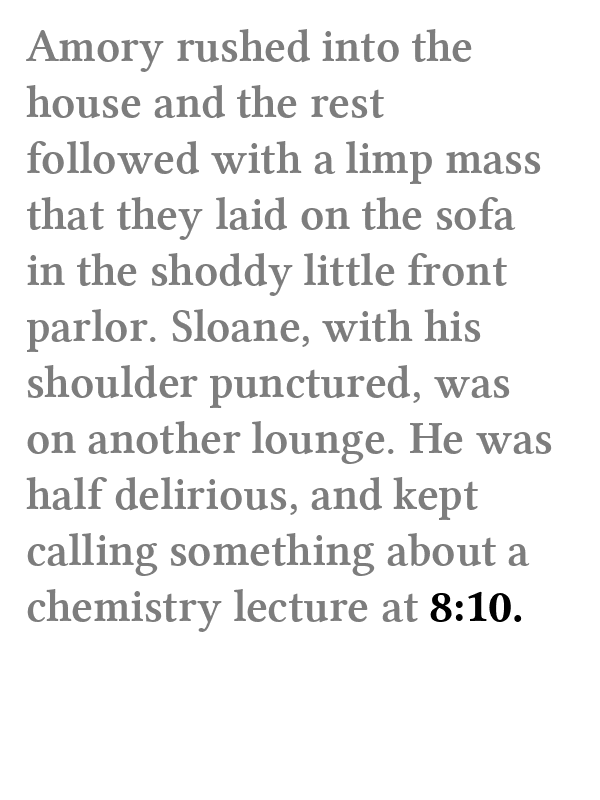 Amory rushed into the
house and the rest
followed with a limp mass
that they laid on the sofa
in the shoddy little front
parlor. Sloane, with his
shoulder punctured, was
on another lounge. He was
half delirious, and kept
calling something about a
chemistry lecture at 8:10.